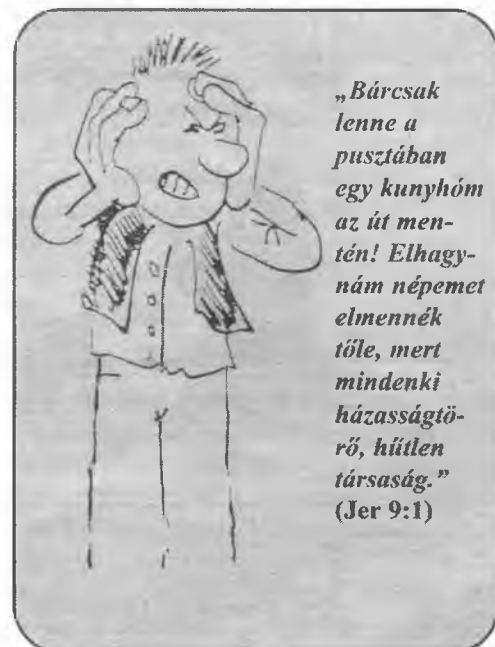 „Bárcsak
lenne a
pusztában
egy kunyhóm
az út men-
tén! Elhagy-
nám népemet
elmennék
tőle, mert
mindenki
házasságtö-
rő, hűtlen
társaság.”
(Jer 9:1)